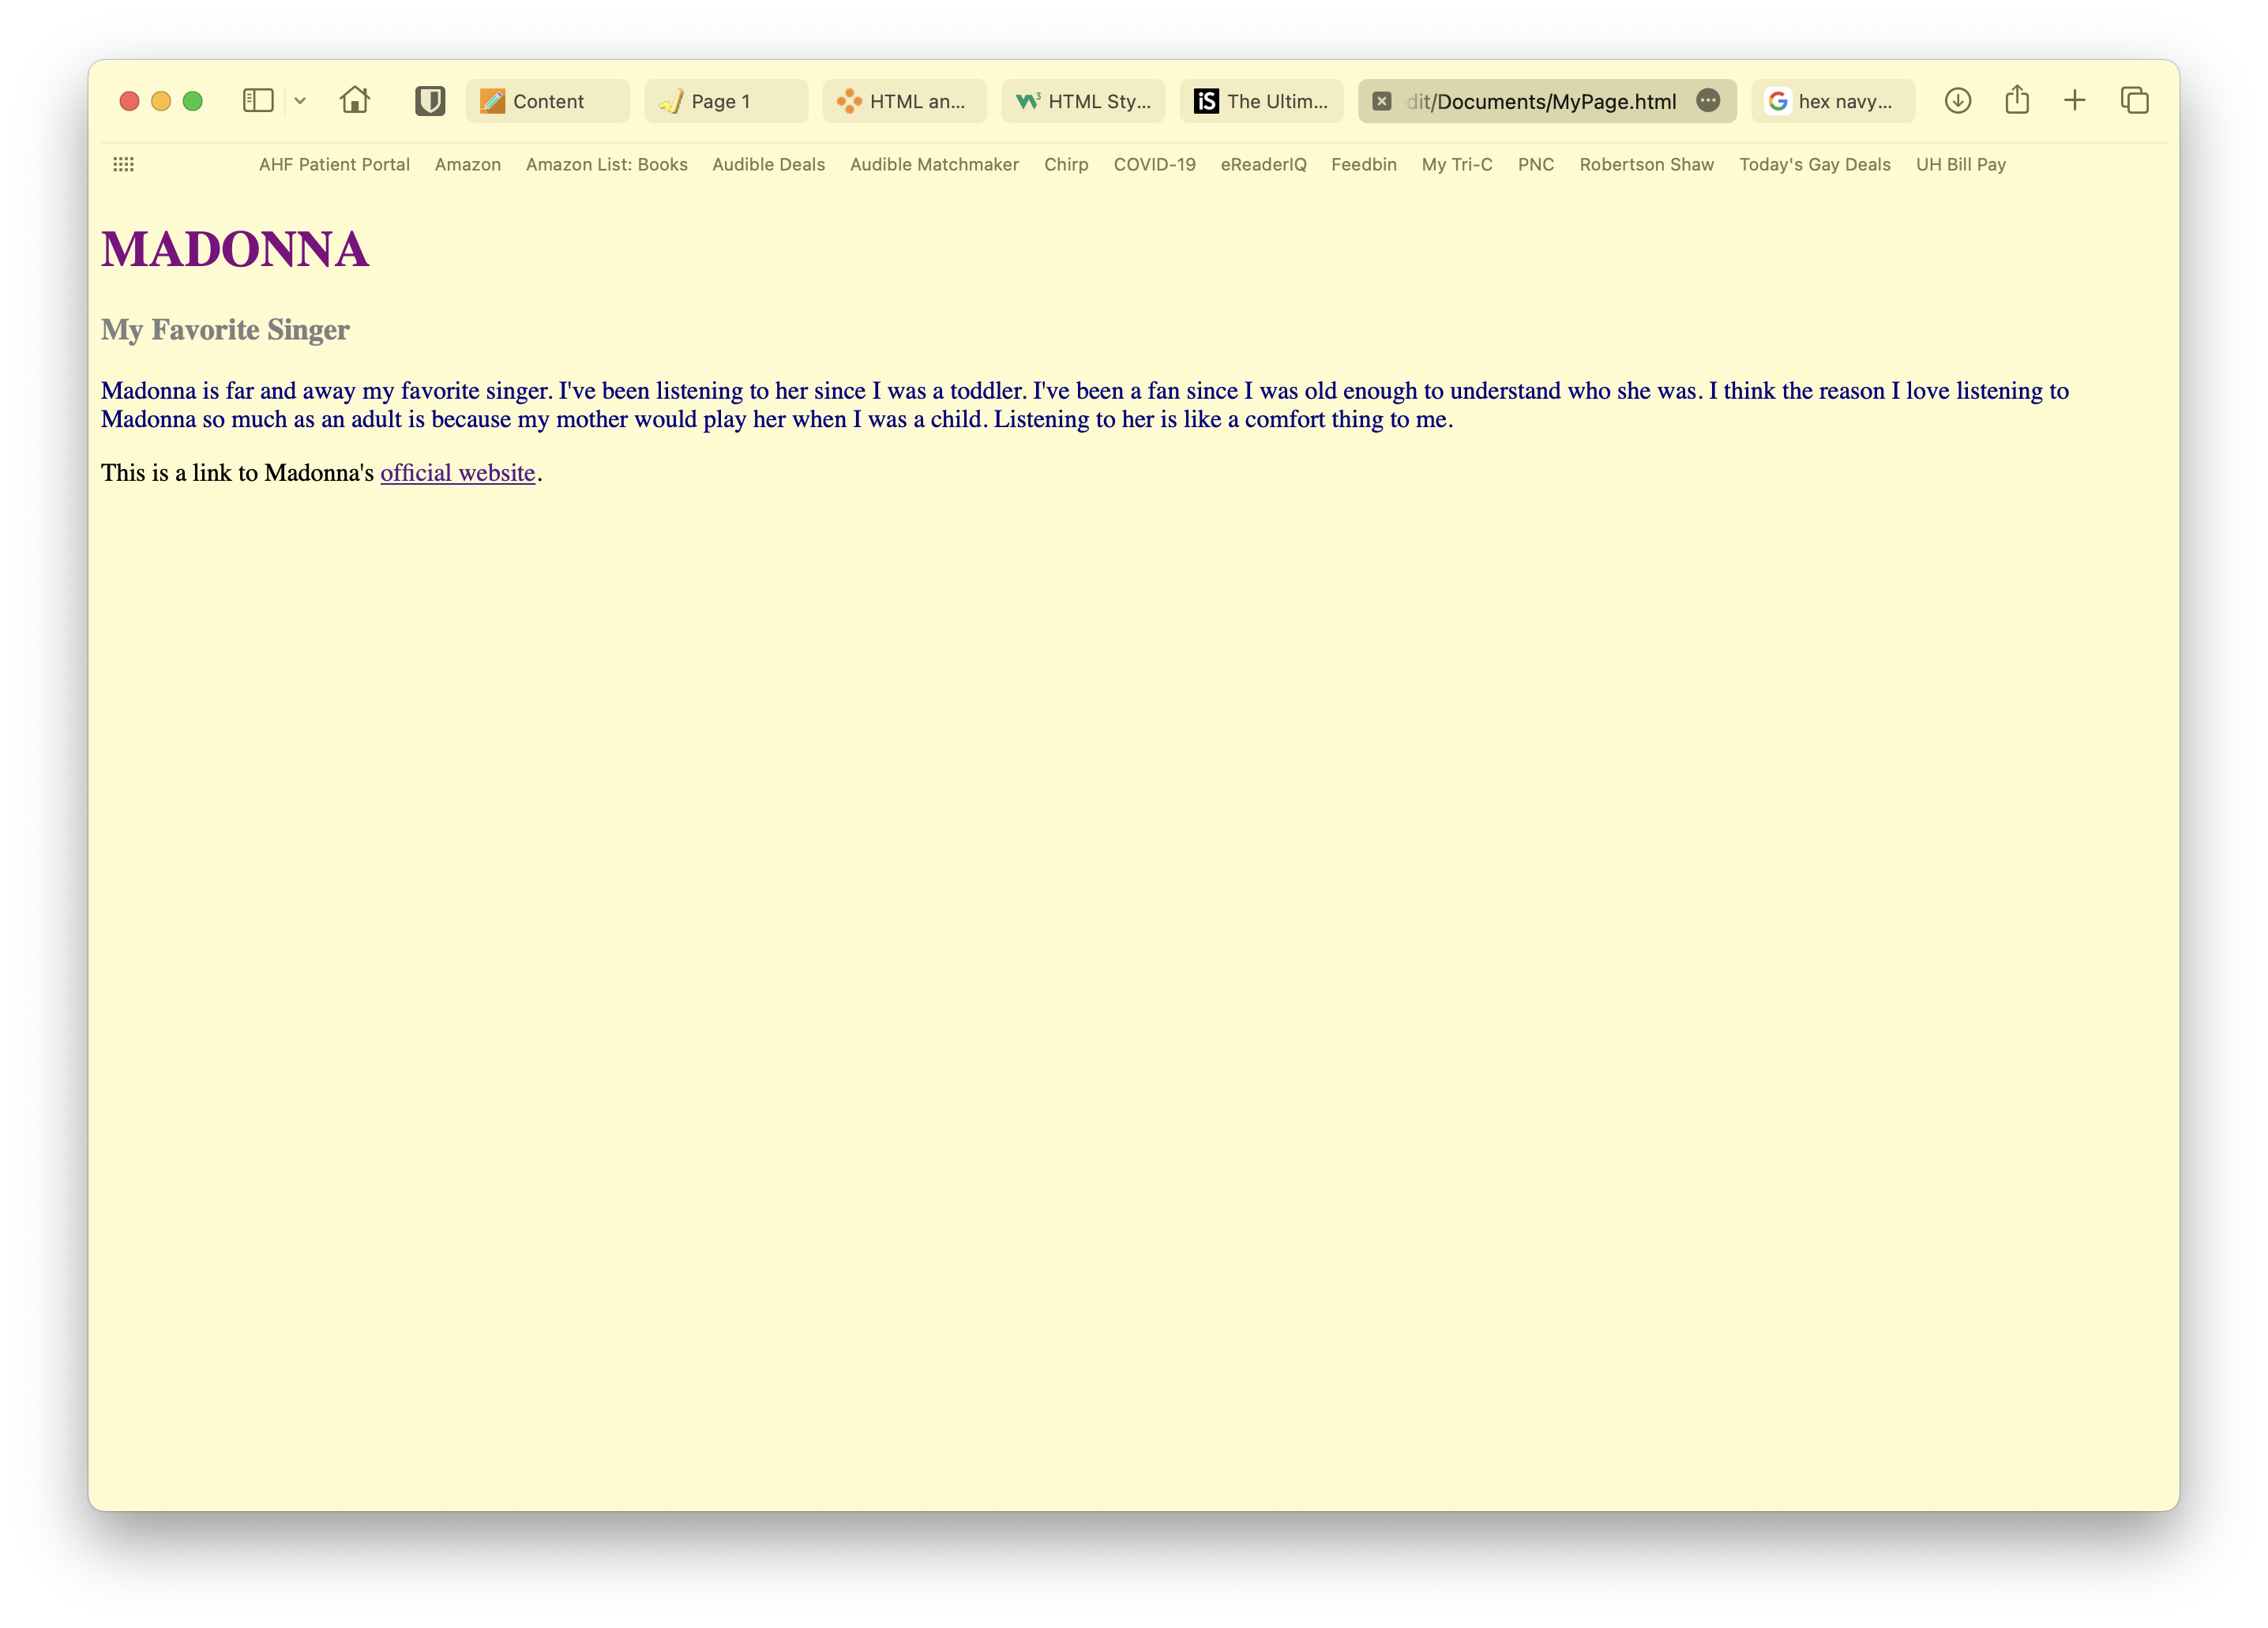 Content Page 1 HTML an... W3 HTML Sty... iS The Ultim... dit/Documents/MyPage.html G hex navy...
AHF Patient Portal Amazon Amazon List: Books Audible Deals Audible Matchmaker Chirp COVID-19 eReaderIQ Feedbin My Tri-C PNC Robertson Shaw Today's Gay Deals UH Bill Pay
MADONNA
My Favorite Singer
Madonna is far and away my favorite singer. I've been listening to her since I was a toddler. I've been a fan since I was old enough to understand who she was. I think the reason I love listening to
Madonna so much as an adult is because my mother would play her when I was a child. Listening to her is like a comfort thing to me.
This is a link to Madonna's official website.